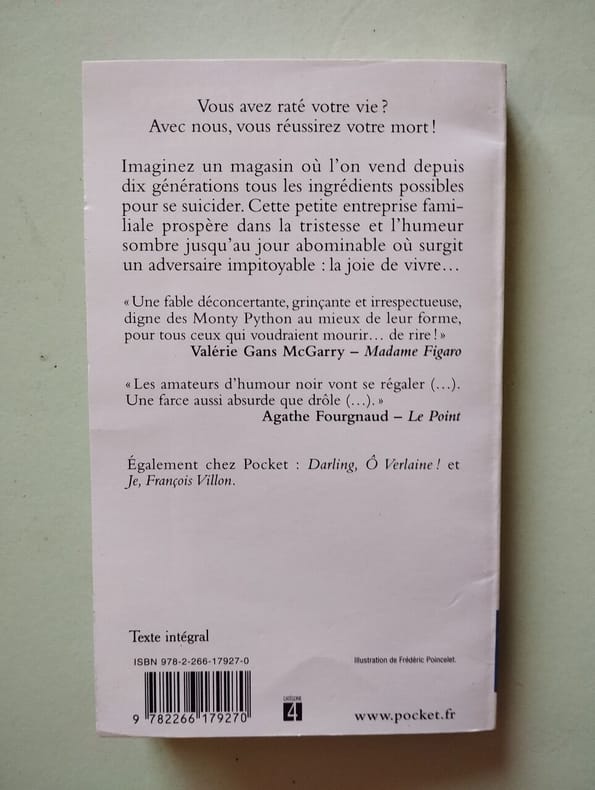 Vous avez raté votre vie ?
Avec nous, vous réussirez votre mort !
Imaginez un magasin où l'on vend depuis
dix générations tous les ingrédients possibles
pour se suicider. Cette petite entreprise fami-
liale prospère dans la tristesse et l'humeur
sombre jusqu'au jour abominable où surgit
un adversaire impitoyable : la joie de vivre…
« Une fable déconcertante, grinçante et irrespectueuse,
digne des Monty Python au mieux de leur forme,
pour tous ceux qui voudraient mourir… de rire ! »
Valérie Gans McGarry – Madame Figaro
« Les amateurs d'humour noir vont se régaler (…).
Une farce aussi absurde que drôle (…). »
Agathe Fourgnaud – Le Point
Également chez Pocket : Darling, Ô Verlaine ! et
Je, François Villon.
Texte intégral
ISBN 978-2-266-17927-0
Illustration de Frédéric Poincelet.
CATÉGORIE
4
9 782266 179270
www.pocket.fr